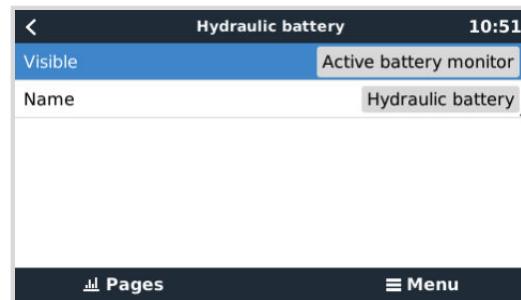 Hydraulic battery 10:51
Visible Active battery monitor
Name Hydraulic battery
Pages Menu